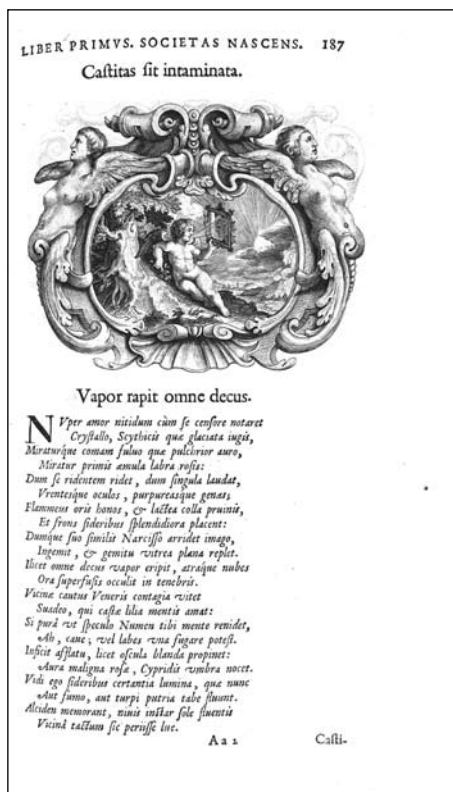 LIBER PRIMVS. SOCIETAS NASCENS. 187
Caſtitas ſit intaminata.
Vapor rapit omne decus.
NVper amor nitidum cùm ſe cenſore notaret
Cryſtallo, Scythicis quæ glaciata iugis,
Miraturque comam fuluo quæ pulchrior auro,
Miratur primis æmula labra roſis:
Dum ſe ridentem ridet, dum ſingula laudat,
Vrentesque oculos, purpureasque genas;
Flammeus oris honos, & lactea colla pruinis,
Et frons ſideribus ſplendidiora placent:
Dumque ſuo ſimilis Narciſſo arridet imago,
Ingemit, & gemitu vitrea plana replet.
Ilicet omne decus vapor eripit, atraque nubes
Ora ſuperfuſis occulit in tenebris.
Vicinæ cautus Veneris contagia vitet
Suadeo, qui caſtæ lilia mentis amat:
Si purâ vt ſpeculo Numen tibi mente renidet,
Ah, caue; vel labes vna fugare poteſt.
Inficit afflatu, licet oſcula blanda propinet:
Aura maligna roſæ, Cypridis vmbra nocet.
Vidi ego ſideribus certantia lumina, quæ nunc
Aut fumo, aut turpi putria tabe fluunt.
Alciden memorant, niuis inſtar ſole fluentis
Vicinâ tactum ſic periiſſe lue.
Aa 2 Caſti-